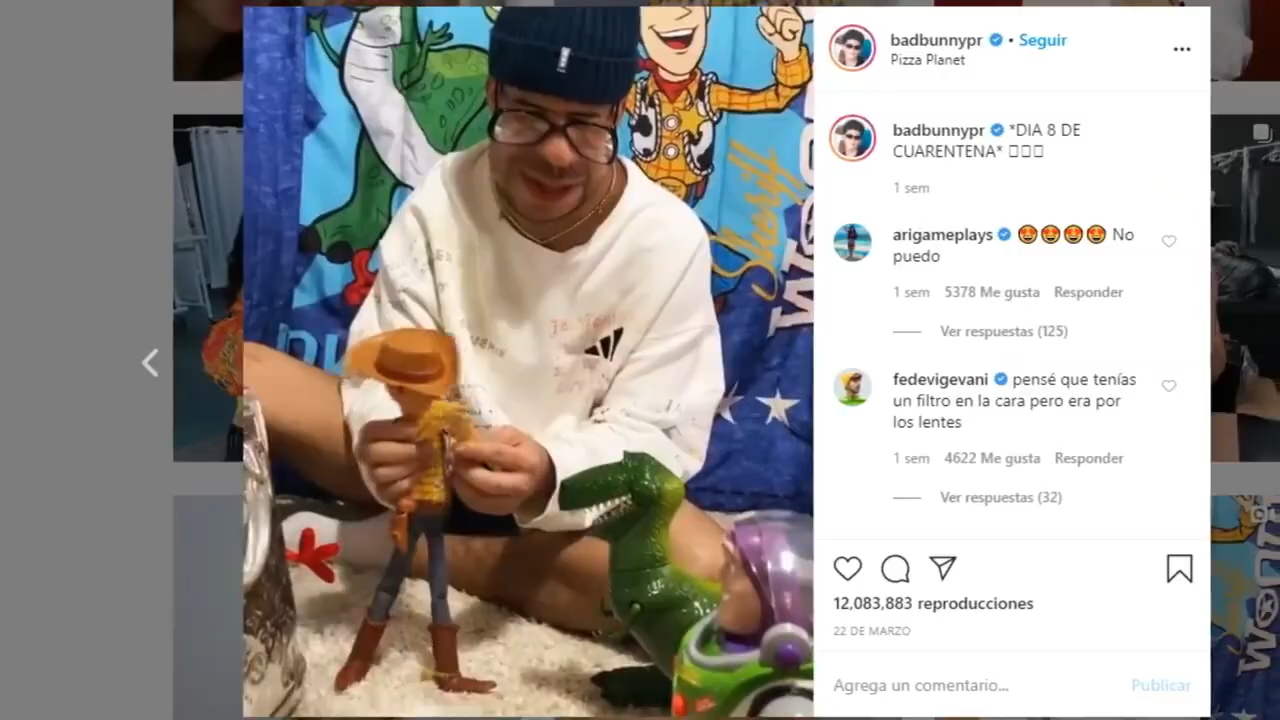 badbunnypr • Seguir
Pizza Planet
badbunnypr *DIA 8 DE
CUARENTENA*
1 sem
arigameplays 🤩🤩🤩🤩 No
puedo
1 sem 5378 Me gusta Responder
Ver respuestas (125)
fedevigevani pensé que tenías
un filtro en la cara pero era por
los lentes
1 sem 4622 Me gusta Responder
Ver respuestas (32)
12,083,883 reproducciones
22 DE MARZO
Agrega un comentario...
Publicar
Sheriff